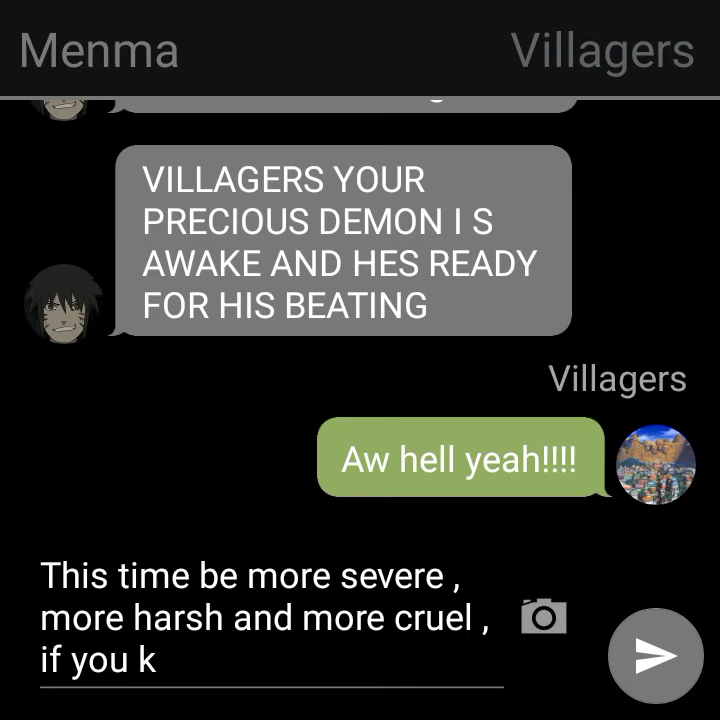 Menma
Villagers
VILLAGERS YOUR
PRECIOUS DEMON I S
AWAKE AND HES READY
FOR HIS BEATING
Villagers
Aw hell yeah!!!!
This time be more severe ,
more harsh and more cruel ,
if you k